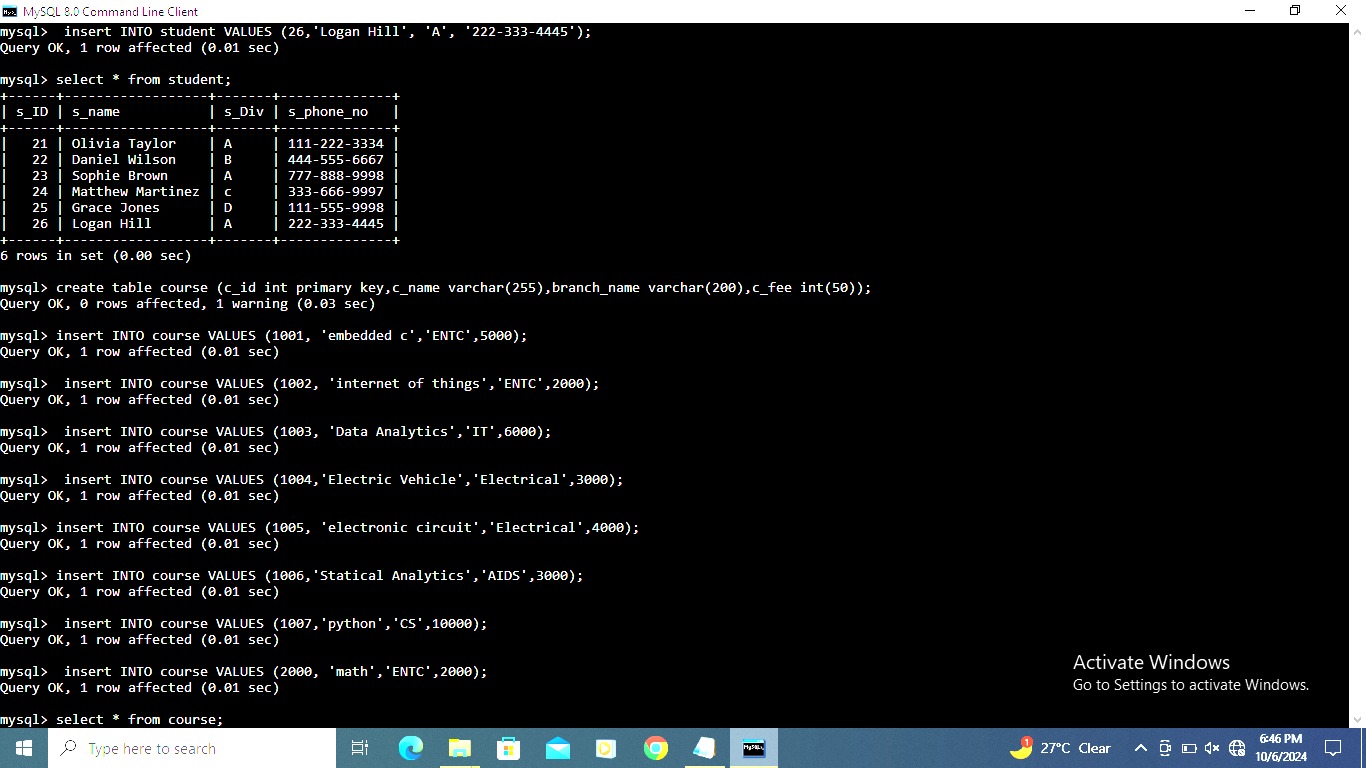 MySQL 8.0 Command Line Client
mysql>  insert INTO student VALUES (26,'Logan Hill', 'A', '222-333-4445');
Query OK, 1 row affected (0.01 sec)
mysql> select * from student;
+------+------------------+-------+--------------+
| s_ID | s_name           | s_Div | s_phone_no   |
+------+------------------+-------+--------------+
|   21 | Olivia Taylor    | A     | 111-222-3334 |
|   22 | Daniel Wilson    | B     | 444-555-6667 |
|   23 | Sophie Brown     | A     | 777-888-9998 |
|   24 | Matthew Martinez | c     | 333-666-9997 |
|   25 | Grace Jones      | D     | 111-555-9998 |
|   26 | Logan Hill       | A     | 222-333-4445 |
+------+------------------+-------+--------------+
6 rows in set (0.00 sec)
mysql> create table course (c_id int primary key,c_name varchar(255),branch_name varchar(200),c_fee int(50));
Query OK, 0 rows affected, 1 warning (0.03 sec)
mysql> insert INTO course VALUES (1001, 'embedded c','ENTC',5000);
Query OK, 1 row affected (0.01 sec)
mysql>  insert INTO course VALUES (1002, 'internet of things','ENTC',2000);
Query OK, 1 row affected (0.01 sec)
mysql>  insert INTO course VALUES (1003, 'Data Analytics','IT',6000);
Query OK, 1 row affected (0.01 sec)
mysql>  insert INTO course VALUES (1004,'Electric Vehicle','Electrical',3000);
Query OK, 1 row affected (0.01 sec)
mysql> insert INTO course VALUES (1005, 'electronic circuit','Electrical',4000);
Query OK, 1 row affected (0.01 sec)
mysql> insert INTO course VALUES (1006,'Statical Analytics','AIDS',3000);
Query OK, 1 row affected (0.01 sec)
mysql>  insert INTO course VALUES (1007,'python','CS',10000);
Query OK, 1 row affected (0.01 sec)
mysql>  insert INTO course VALUES (2000, 'math','ENTC',2000);
Query OK, 1 row affected (0.01 sec)
mysql> select * from course;
Activate Windows
Go to Settings to activate Windows.
Type here to search
1
27°C Clear
6:46 PM
10/6/2024